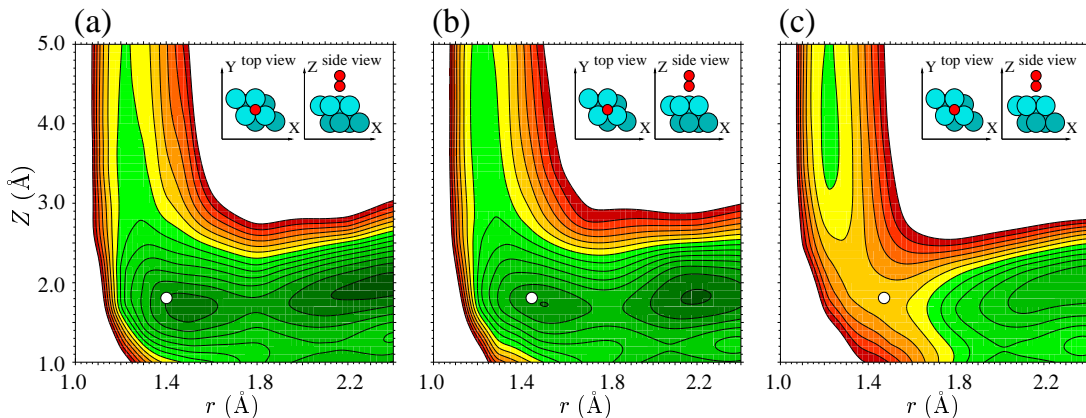 (a) (b) (c)
5.0
4.0
3.0
2.0
1.0
Z (Å)
Y top view Z side view
X X
Y top view Z side view
X X
Y top view Z side view
X X
1.0 1.4 1.8 2.2 1.0 1.4 1.8 2.2 1.0 1.4 1.8 2.2
r (Å) r (Å) r (Å)